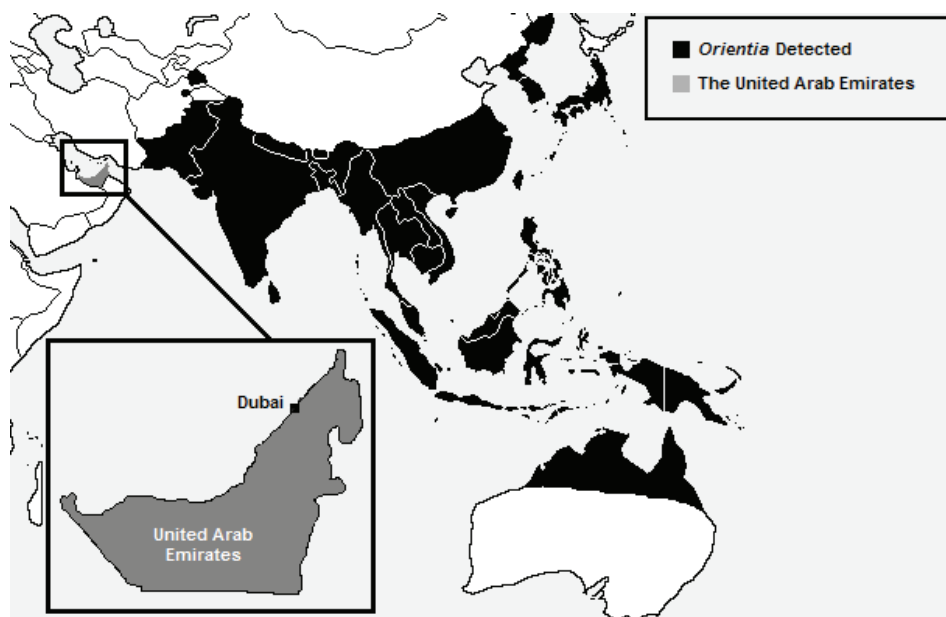 Orientia Detected
The United Arab Emirates
Dubai
United Arab
Emirates